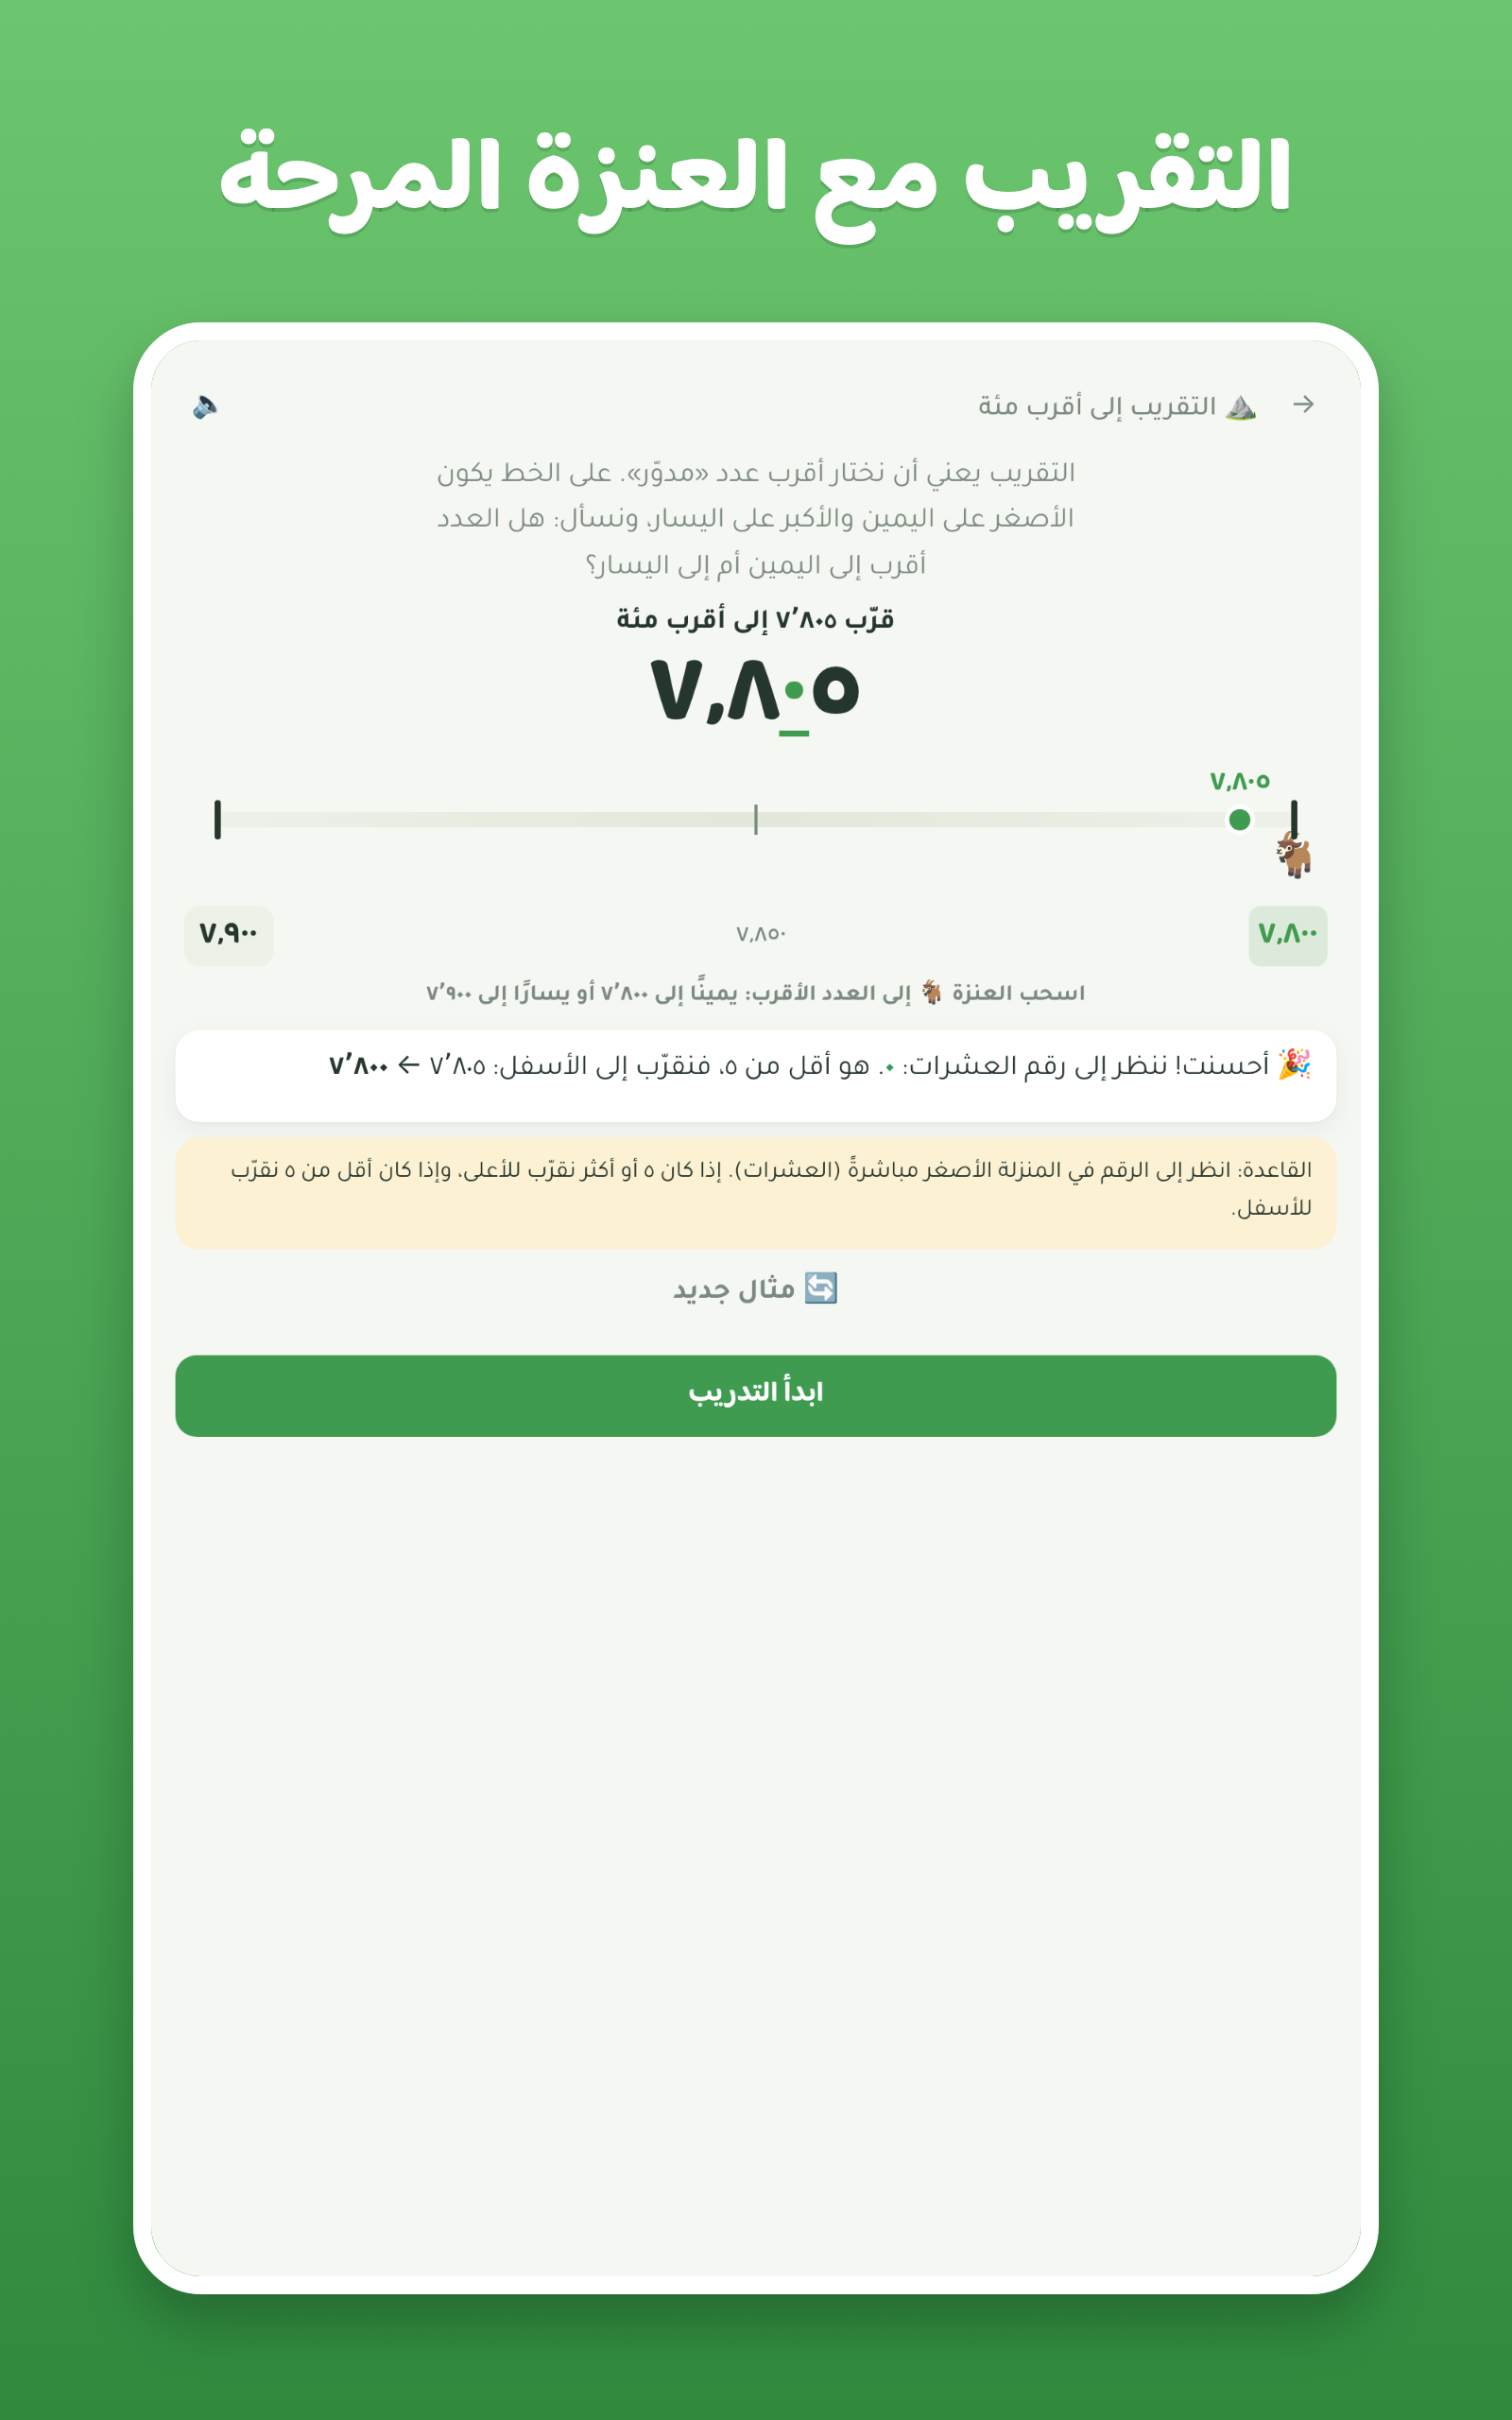 التقريب مع العنزة المرحة
→ ⛰️ التقريب إلى أقرب مئة 🔈
التقريب يعني أن نختار أقرب عدد «مدوّر». على الخط يكون
الأصغر على اليمين والأكبر على اليسار، ونسأل: هل العدد
أقرب إلى اليمين أم إلى اليسار؟
قرّب ٧٬٨٠٥ إلى أقرب مئة
٧,٨٠٥
٧,٨٠٥
٧,٨٠٠
٧,٨٥٠
٧,٩٠٠
اسحب العنزة 🐐 إلى العدد الأقرب: يمينًا إلى ٧٬٨٠٠ أو يسارًا إلى ٧٬٩٠٠
🎉 أحسنت! ننظر إلى رقم العشرات: ٠. هو أقل من ٥، فنقرّب إلى الأسفل: ٧٬٨٠٥ ← ٧٬٨٠٠
القاعدة: انظر إلى الرقم في المنزلة الأصغر مباشرةً (العشرات). إذا كان ٥ أو أكثر نقرّب للأعلى، وإذا كان أقل من ٥ نقرّب
للأسفل.
🔄 مثال جديد
ابدأ التدريب